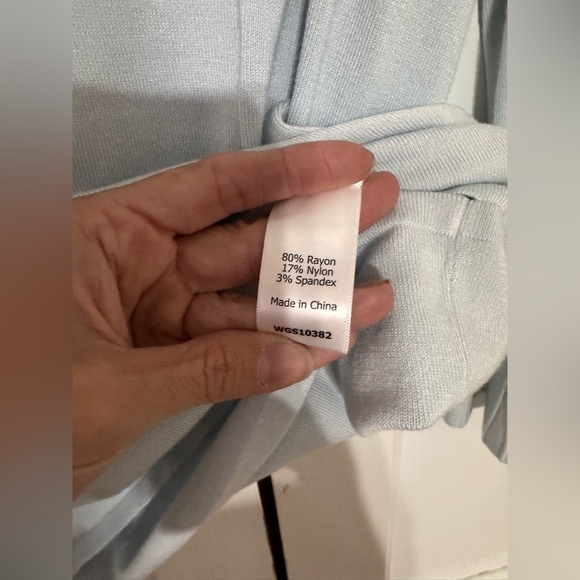 80% Rayon
17% Nylon
3% Spandex
Made in China
WGS10382